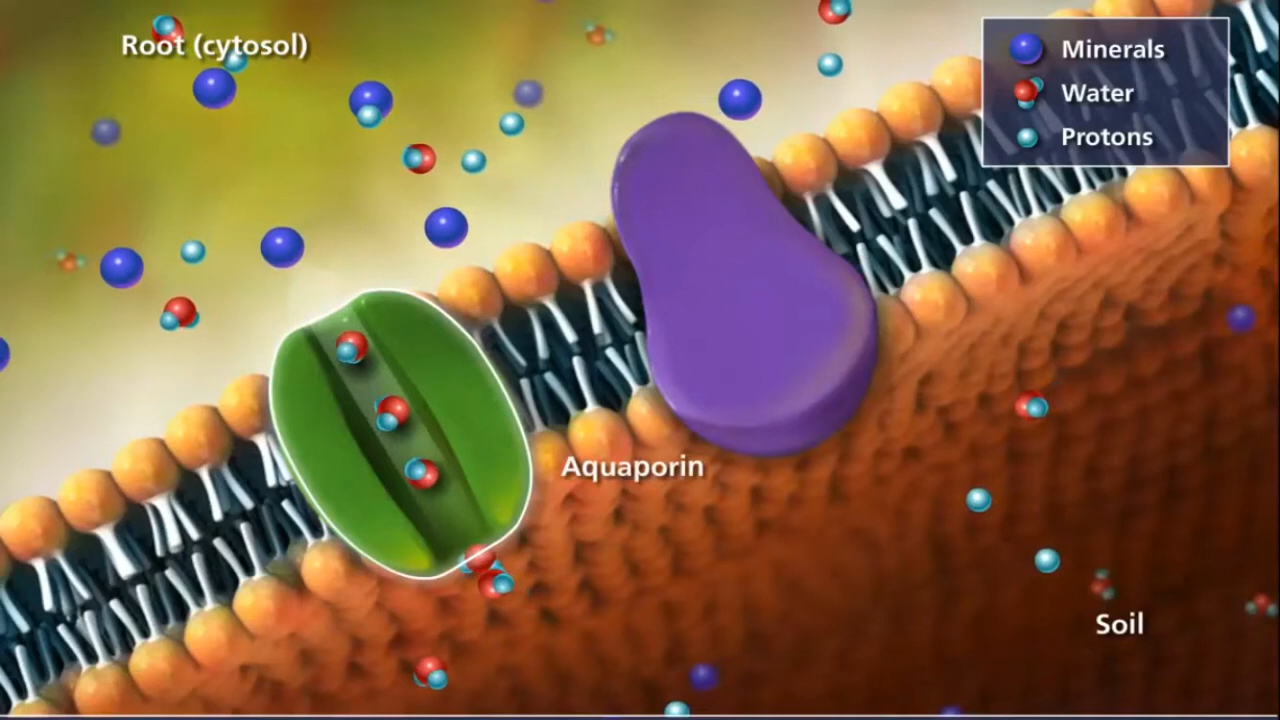 Root (cytosol)
Minerals
Water
Protons
Aquaporin
Soil